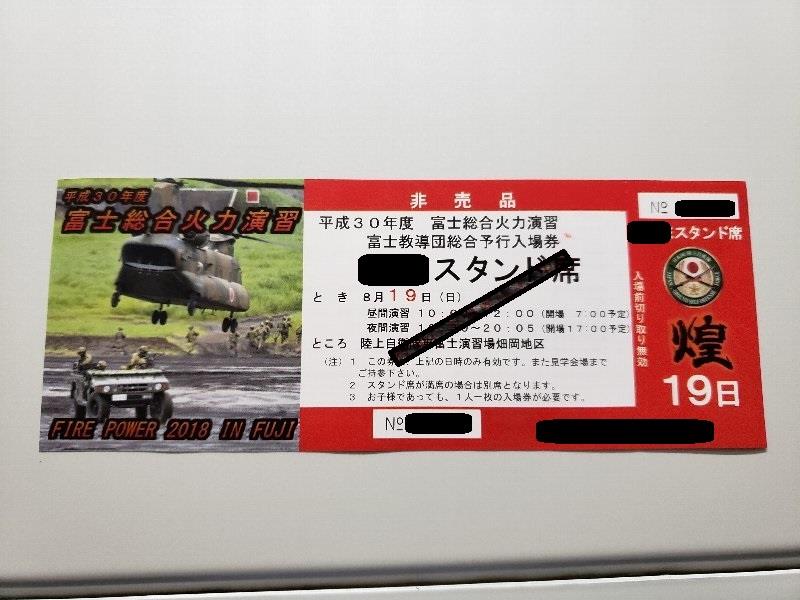 平成30年度
富士総合火力演習
FIRE POWER 2018 IN FUJI
非売品
平成30年度 富士総合火力演習
富士教導団総合予行入場券
スタンド席
とき 8月19日(日)
昼間演習 10:00 12:00(開場 7:00予定)
夜間演習 20:05(開場17:00予定)
ところ 陸上自 富士演習場畑岡地区
(注)1 この 上記の日時のみ有効です。また見学会場まで
ご持参下さい。
2 スタンド席が満席の場合は別席となります。
3 お子様であっても、1人一枚の入場券が必要です。
Nº
入場前切り取り無効
Nº
スタンド席
煌
19日